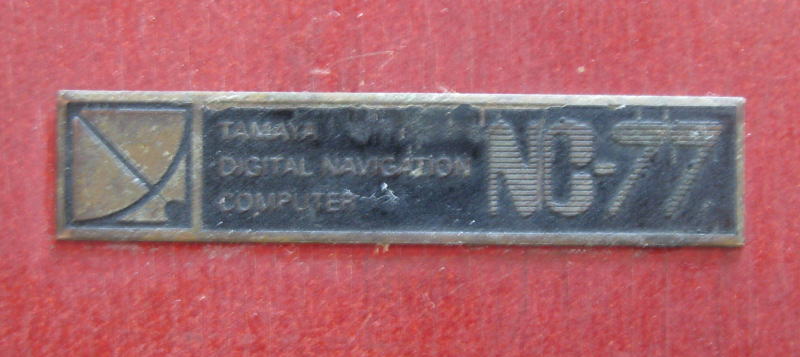 TAMAYA
DIGITAL NAVIGATION
COMPUTER
NC-77